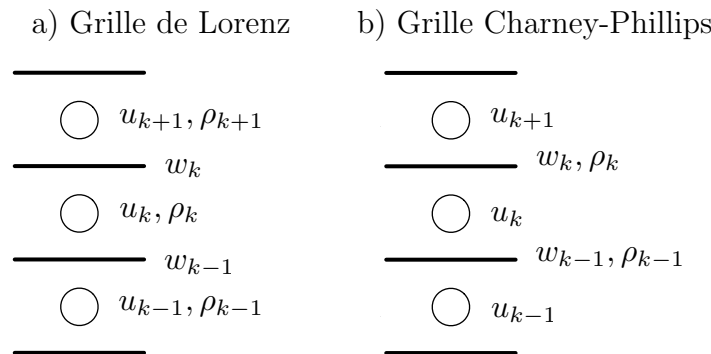 a) Grille de Lorenz b) Grille Charney-Phillips
u_{k+1}, ρ_{k+1} u_{k+1}
w_k w_k, ρ_k
u_k, ρ_k u_k
w_{k−1} w_{k−1}, ρ_{k−1}
u_{k−1}, ρ_{k−1} u_{k−1}